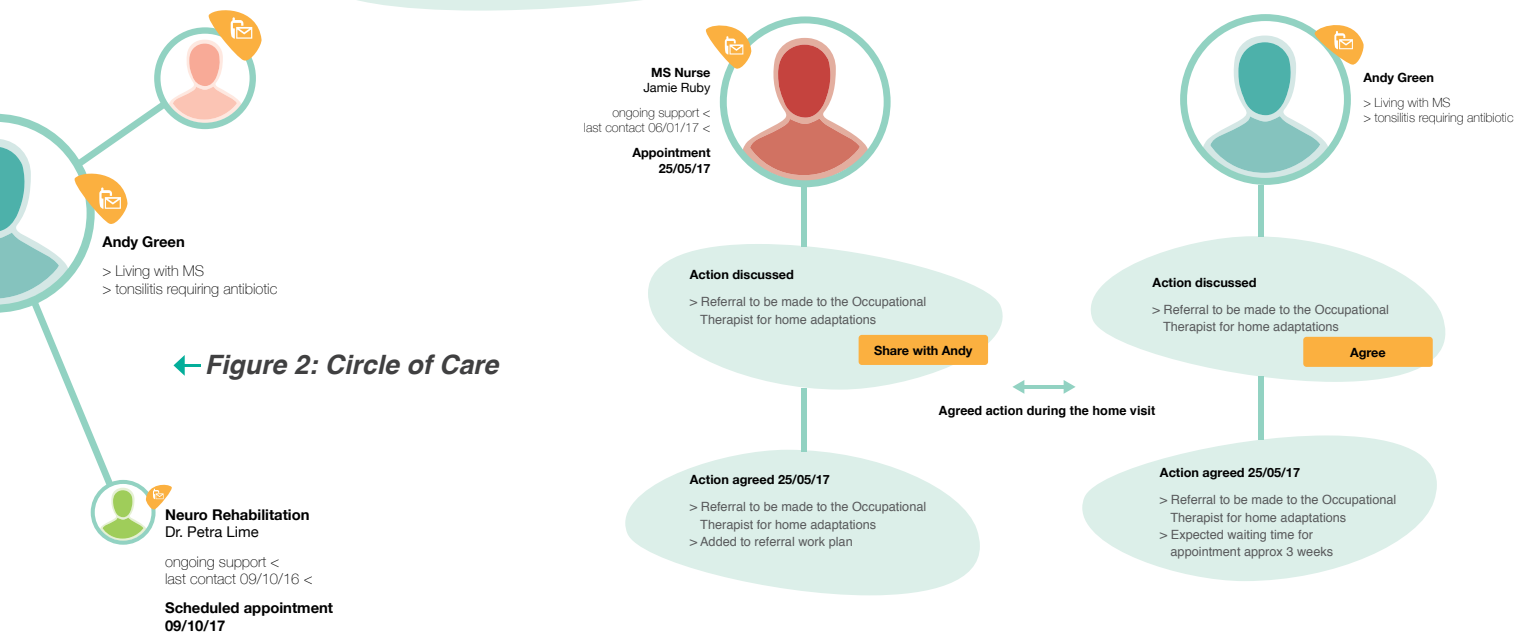 Andy Green
> Living with MS
> tonsilitis requiring antibiotic
Figure 2: Circle of Care
Neuro Rehabilitation
Dr. Petra Lime
ongoing support <
last contact 09/10/16 <
Scheduled appointment
09/10/17
MS Nurse
Jamie Ruby
ongoing support <
last contact 06/01/17 <
Appointment
25/05/17
Action discussed
> Referral to be made to the Occupational
Therapist for home adaptations
Share with Andy
Action agreed 25/05/17
> Referral to be made to the Occupational
Therapist for home adaptations
> Added to referral work plan
Agreed action during the home visit
Andy Green
> Living with MS
> tonsilitis requiring antibiotic
Action discussed
> Referral to be made to the Occupational
Therapist for home adaptations
Agree
Action agreed 25/05/17
> Referral to be made to the Occupational
Therapist for home adaptations
> Expected waiting time for
appointment approx 3 weeks